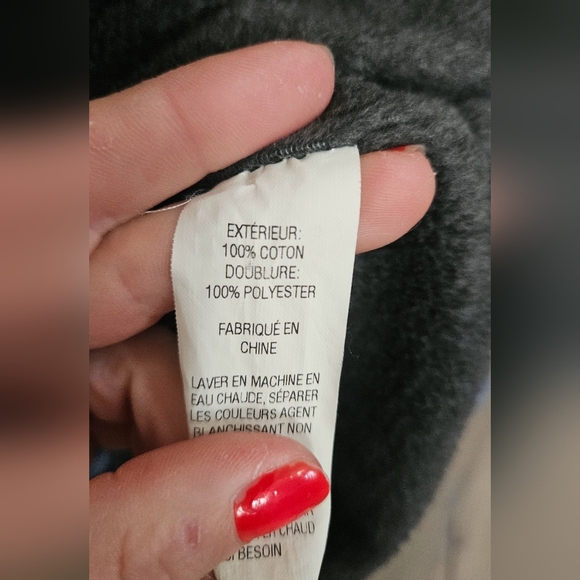 EXTÉRIEUR:
100% COTON
DOUBLURE:
100% POLYESTER
FABRIQUÉ EN
CHINE
LAVER EN MACHINE EN
EAU CHAUDE, SÉPARER
LES COULEURS AGENT
BLANCHISSANT NON
CHAUD
BESOIN